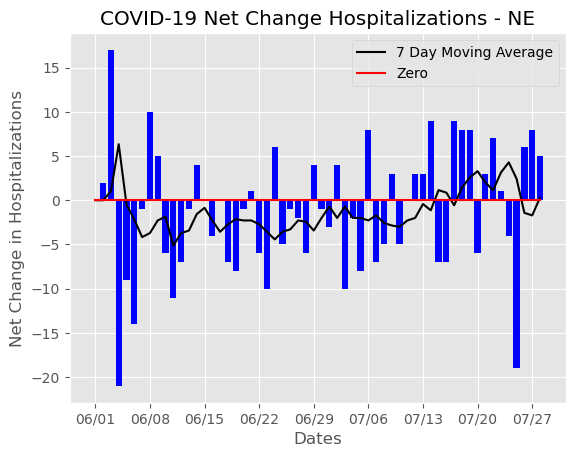 COVID-19 Net Change Hospitalizations - NE
7 Day Moving Average
Zero
Net Change in Hospitalizations
15
10
5
0
−5
−10
−15
−20
06/01 06/08 06/15 06/22 06/29 07/06 07/13 07/20 07/27
Dates